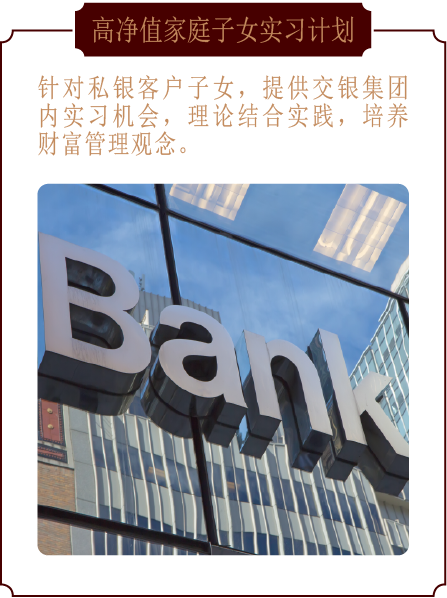 高净值家庭子女实习计划
针对私银客户子女，提供交银集团
内实习机会，理论结合实践，培养
财富管理观念。
Bank